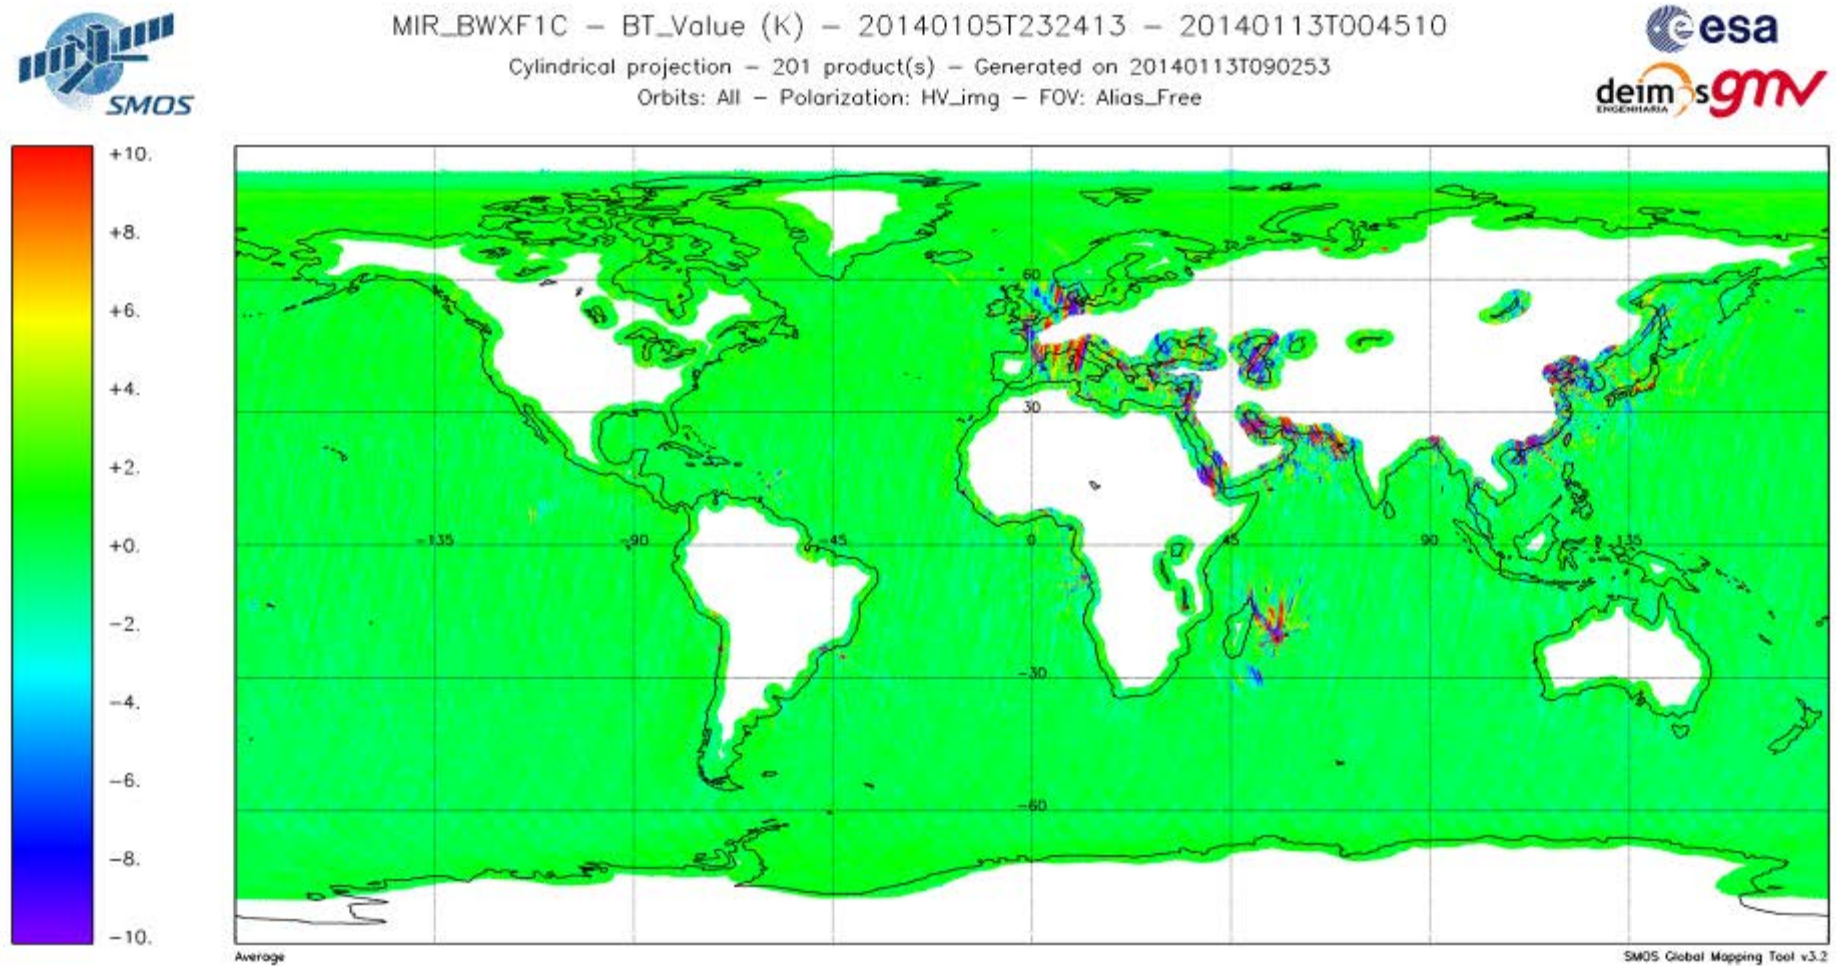 SMOS
MIR_BWXF1C – BT_Value (K) – 20140105T232413 – 20140113T004510
Cylindrical projection – 201 product(s) – Generated on 20140113T090253
Orbits: All – Polarization: HV_img – FOV: Alias_Free
esa
deimos
ENGENHARIA
gmv
+10.
+8.
+6.
+4.
+2.
+0.
−2.
−4.
−6.
−8.
−10.
60
30
−135
−90
−45
0
45
90
135
−30
−60
Average
SMOS Global Mapping Tool v3.2